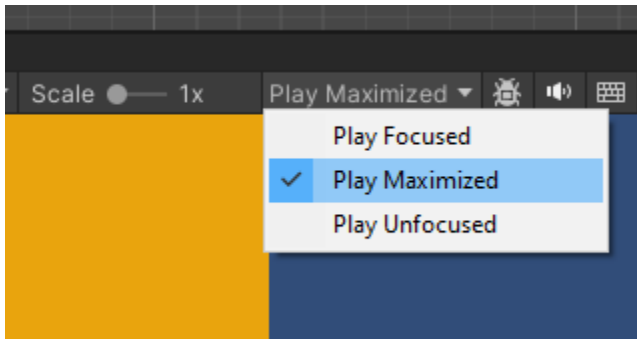 Scale 1x Play Maximized
Play Focused
Play Maximized
Play Unfocused